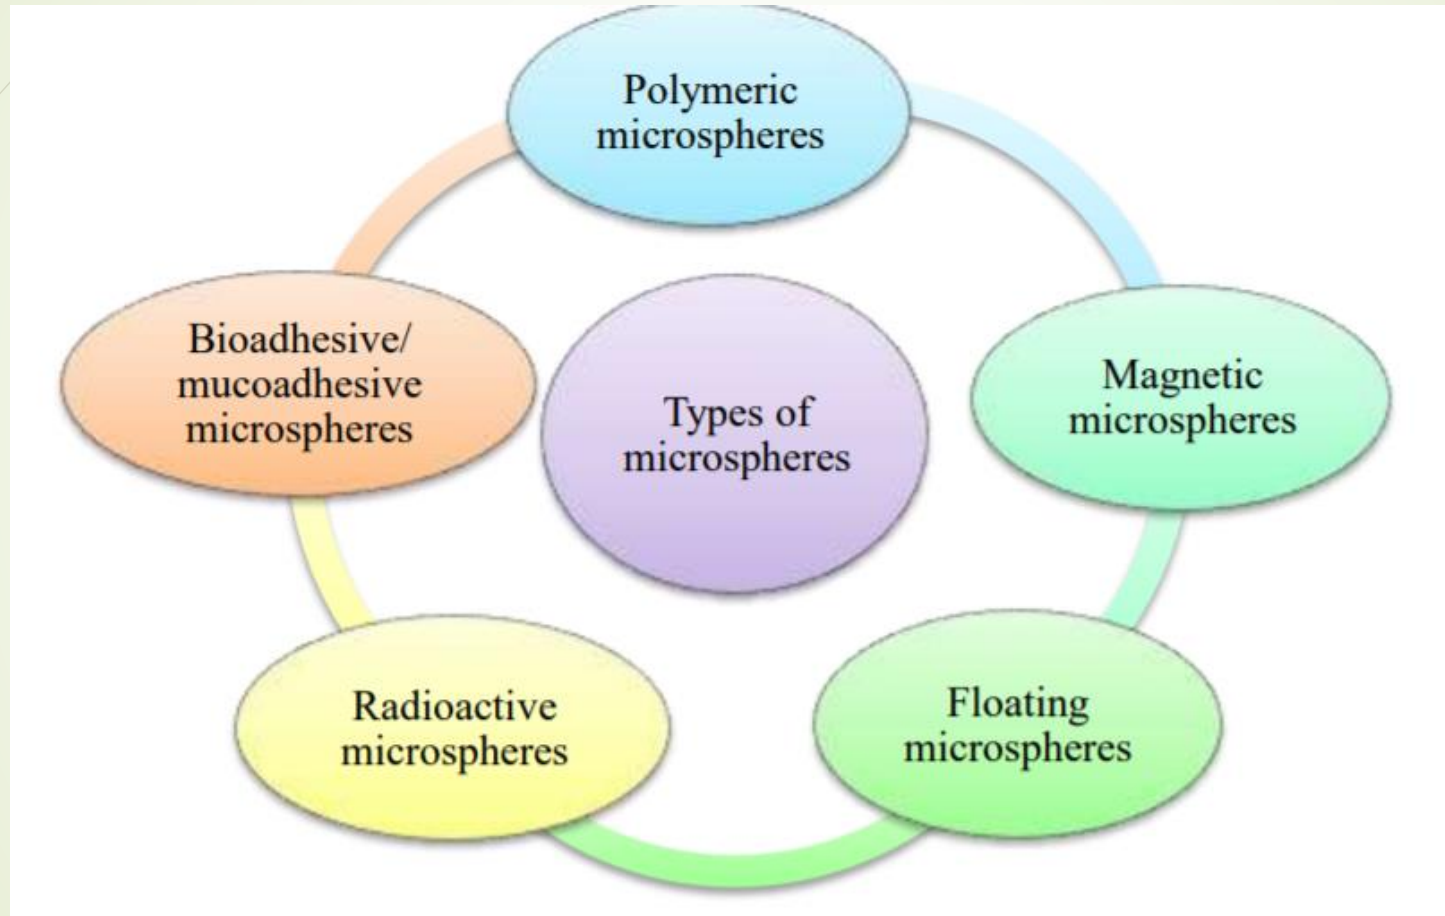 Polymeric
microspheres
Bioadhesive/
mucoadhesive
microspheres
Types of
microspheres
Magnetic
microspheres
Radioactive
microspheres
Floating
microspheres